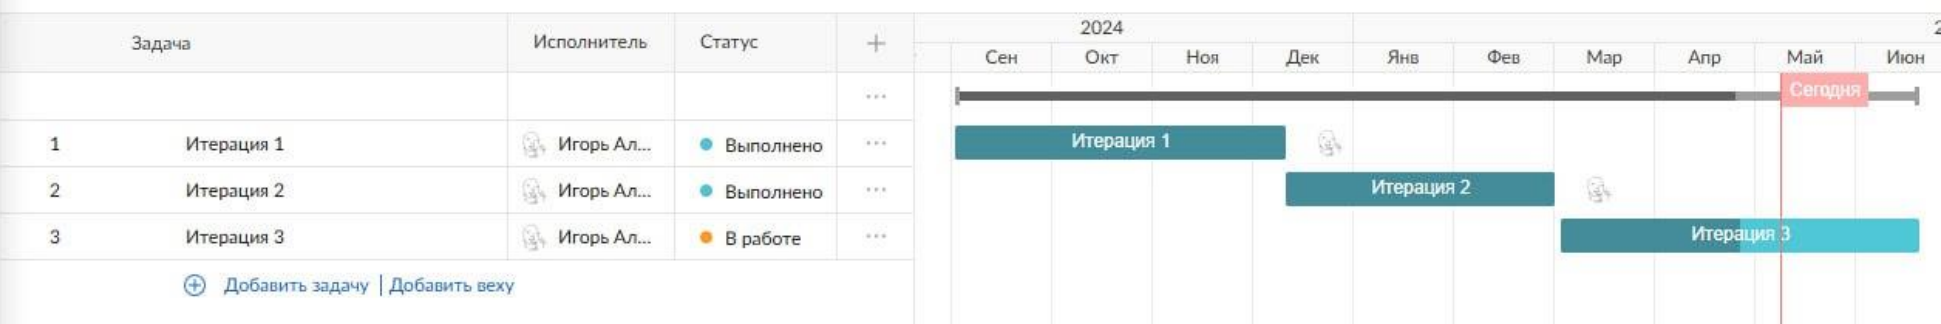 Задача Исполнитель Статус + 2024 2
Сен Окт Ноя Дек Янв Фев Мар Апр Май Июн
... Сегодня
1 Итерация 1 Игорь Ал... Выполнено ... Итерация 1
2 Итерация 2 Игорь Ал... Выполнено ... Итерация 2
3 Итерация 3 Игорь Ал... В работе ... Итерация 3
Добавить задачу | Добавить веху